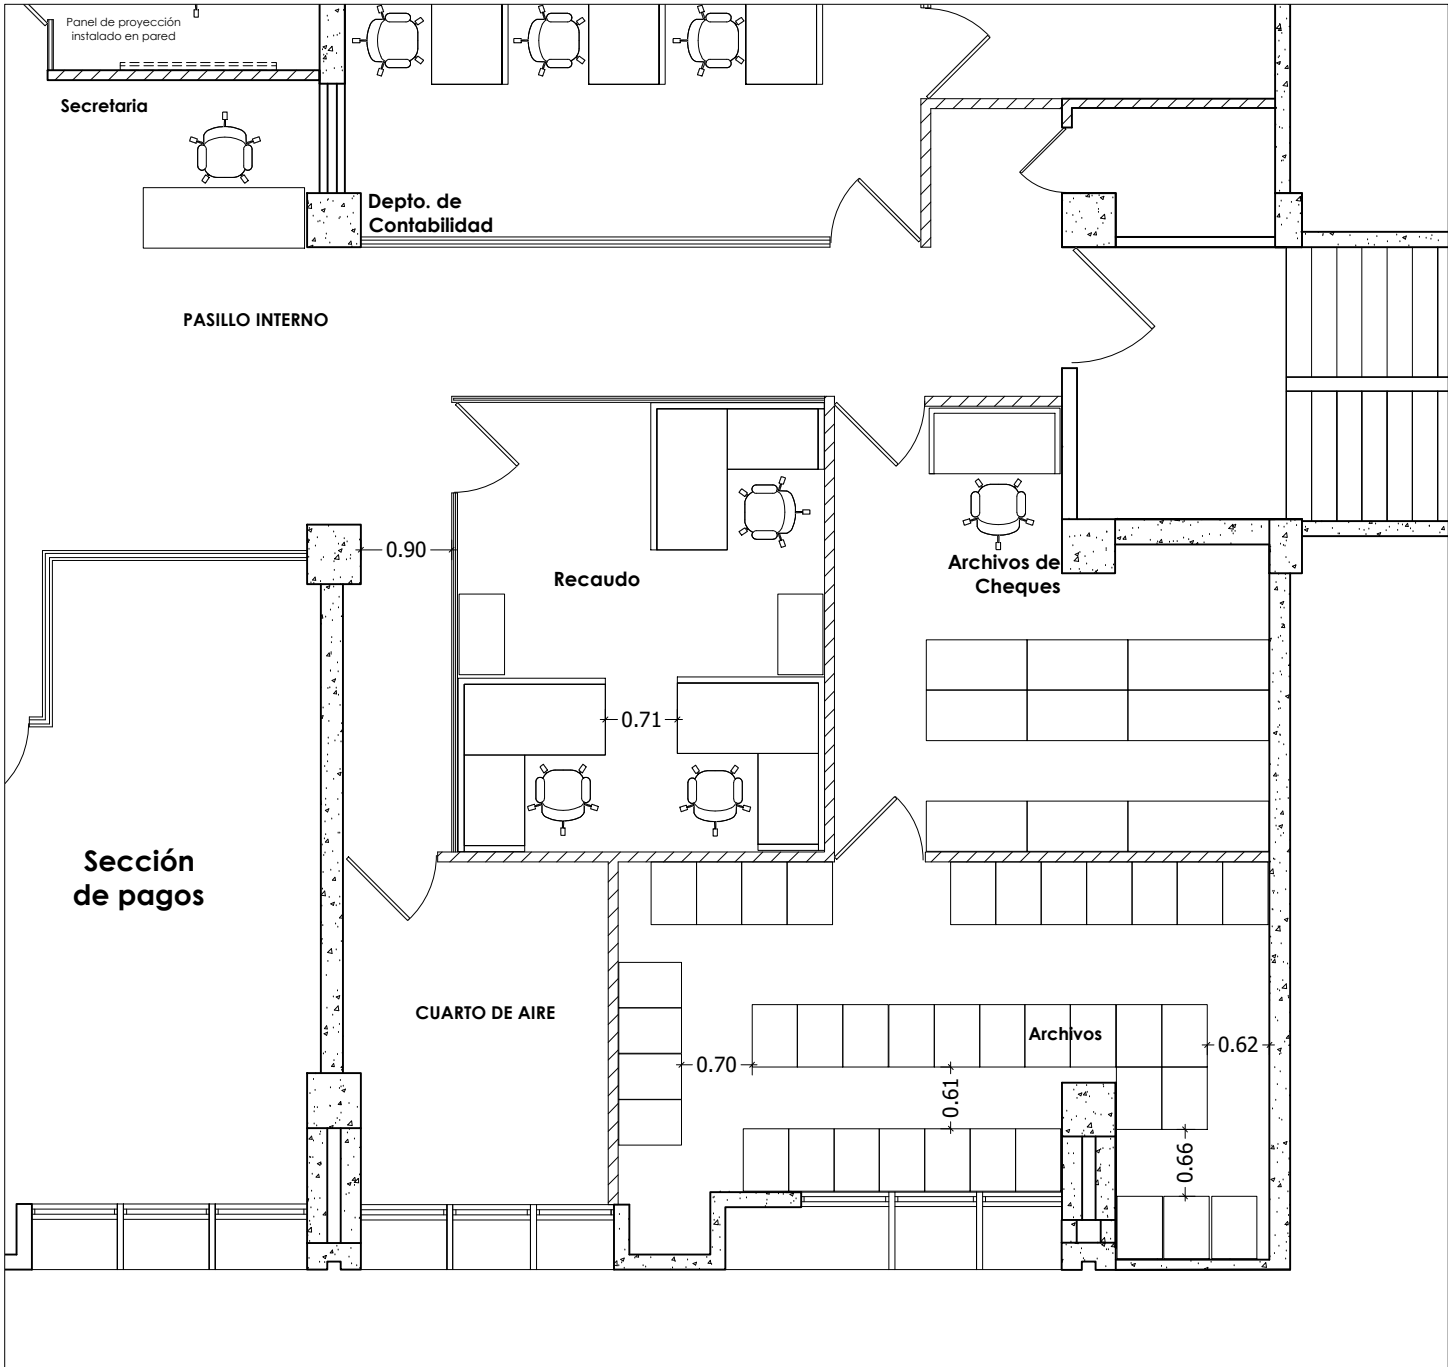 Panel de proyección
instalado en pared
Secretaria
Depto. de
Contabilidad
PASILLO INTERNO
0.90
Recaudo
Archivos de
Cheques
0.71
Sección
de pagos
CUARTO DE AIRE
Archivos
0.70
0.62
0.61
0.66